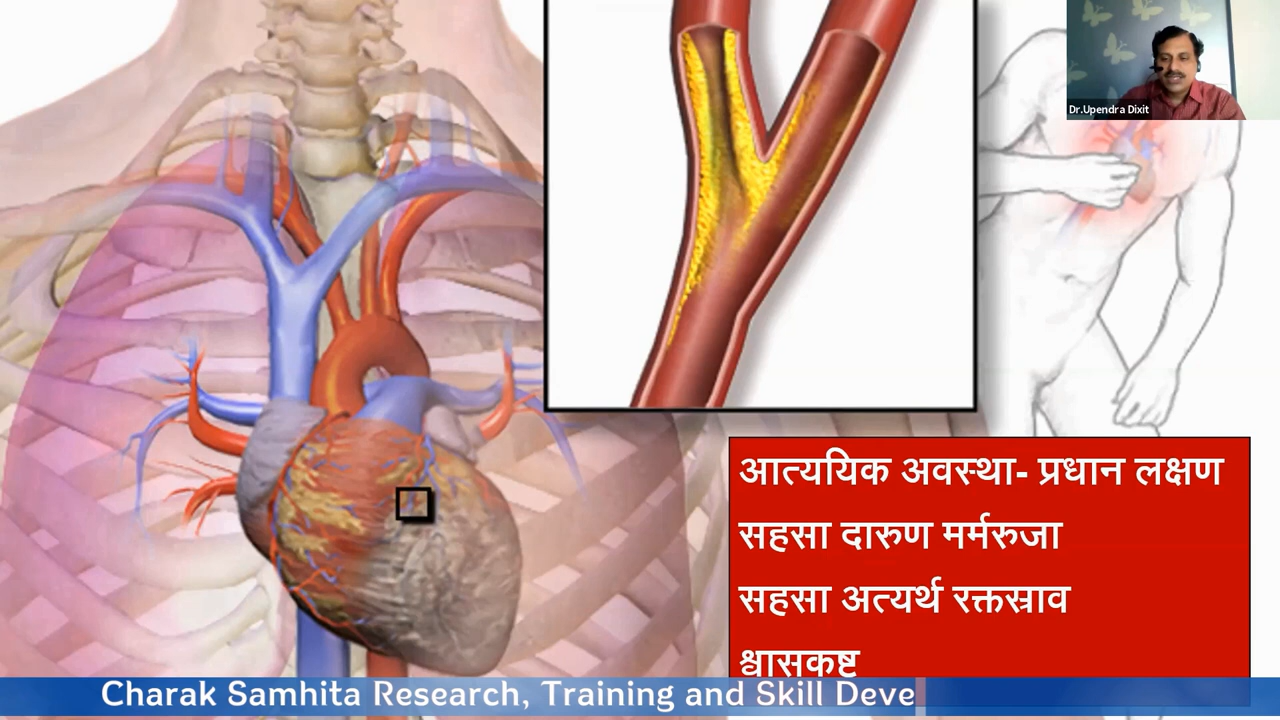 Dr.Upendra Dixit
आत्ययिक अवस्था- प्रधान लक्षण
सहसा दारुण मर्मरुजा
सहसा अत्यर्थ रक्तस्राव
श्वासकष्ट
Charak Samhita Research, Training and Skill Deve